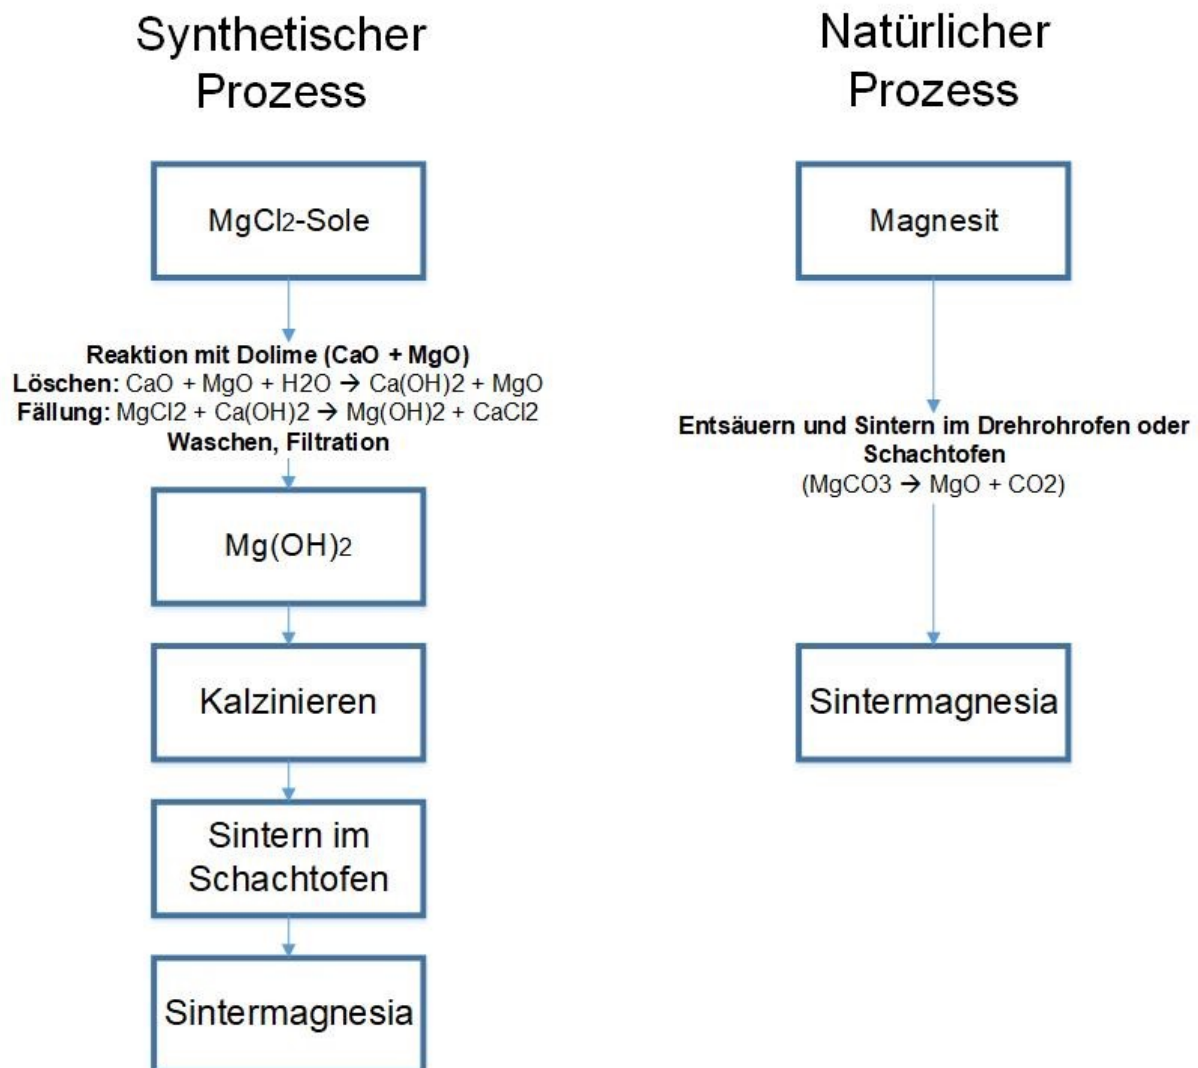 Synthetischer
Prozess
MgCl2-Sole
Reaktion mit Dolime (CaO + MgO)
Löschen: CaO + MgO + H2O → Ca(OH)2 + MgO
Fällung: MgCl2 + Ca(OH)2 → Mg(OH)2 + CaCl2
Waschen, Filtration
Mg(OH)2
Kalzinieren
Sintern im
Schachtofen
Sintermagnesia
Natürlicher
Prozess
Magnesit
Entsäuern und Sintern im Drehrohrofen oder
Schachtofen
(MgCO3 → MgO + CO2)
Sintermagnesia